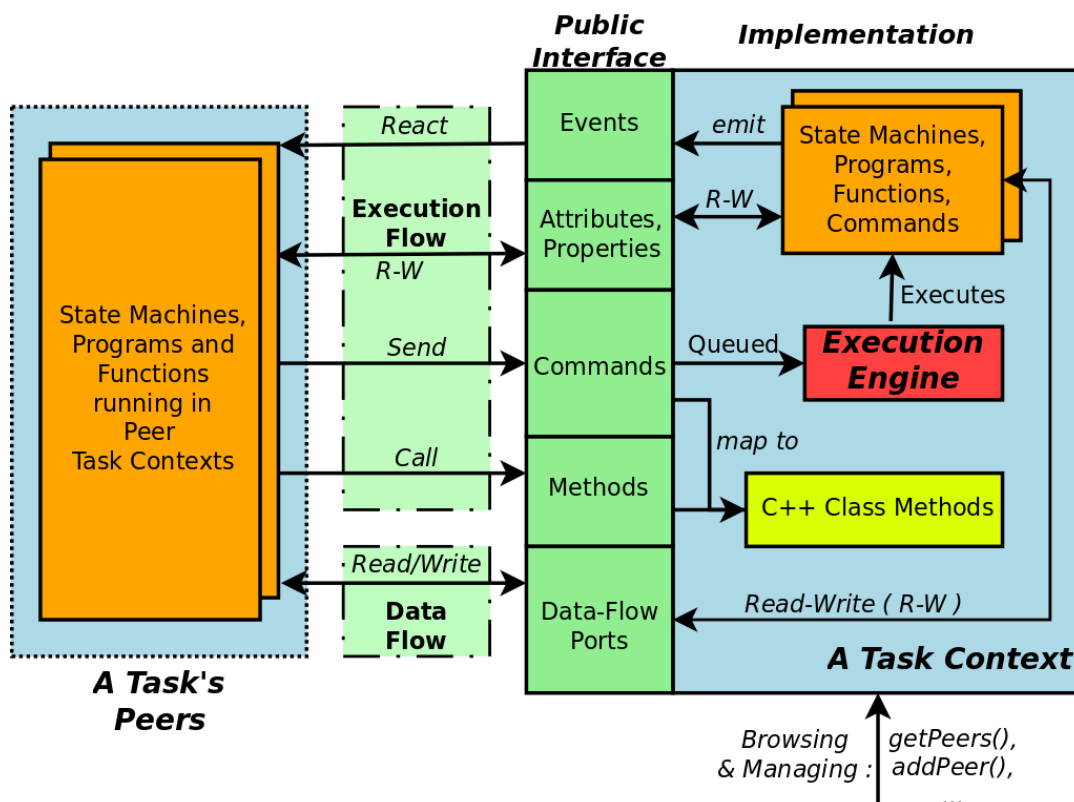 Public
Interface
Implementation
Events
Attributes,
Properties
Commands
Methods
Data-Flow
Ports
React
Execution
Flow
R-W
Send
Call
Read/Write
Data
Flow
State Machines,
Programs and
Functions
running in
Peer
Task Contexts
A Task's
Peers
emit
R-W
State Machines,
Programs,
Functions,
Commands
Executes
Queued
Execution
Engine
map to
C++ Class Methods
Read-Write ( R-W )
A Task Context
Browsing
& Managing :
getPeers(),
addPeer(),
...